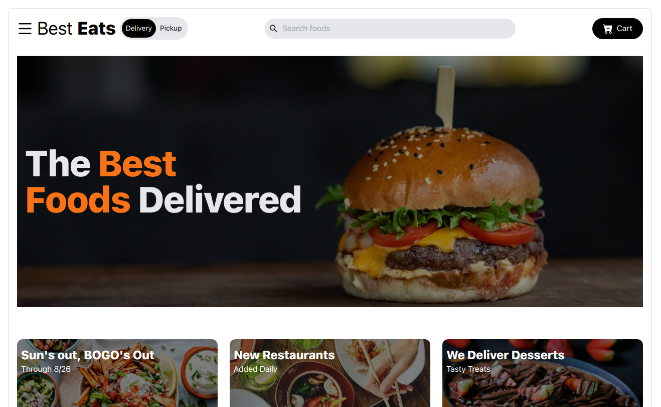 Best Eats
Delivery Pickup
Search foods
Cart
The Best
Foods Delivered
Sun's out, BOGO's Out
Through 8/26
New Restaurants
Added Daily
We Deliver Desserts
Tasty Treats